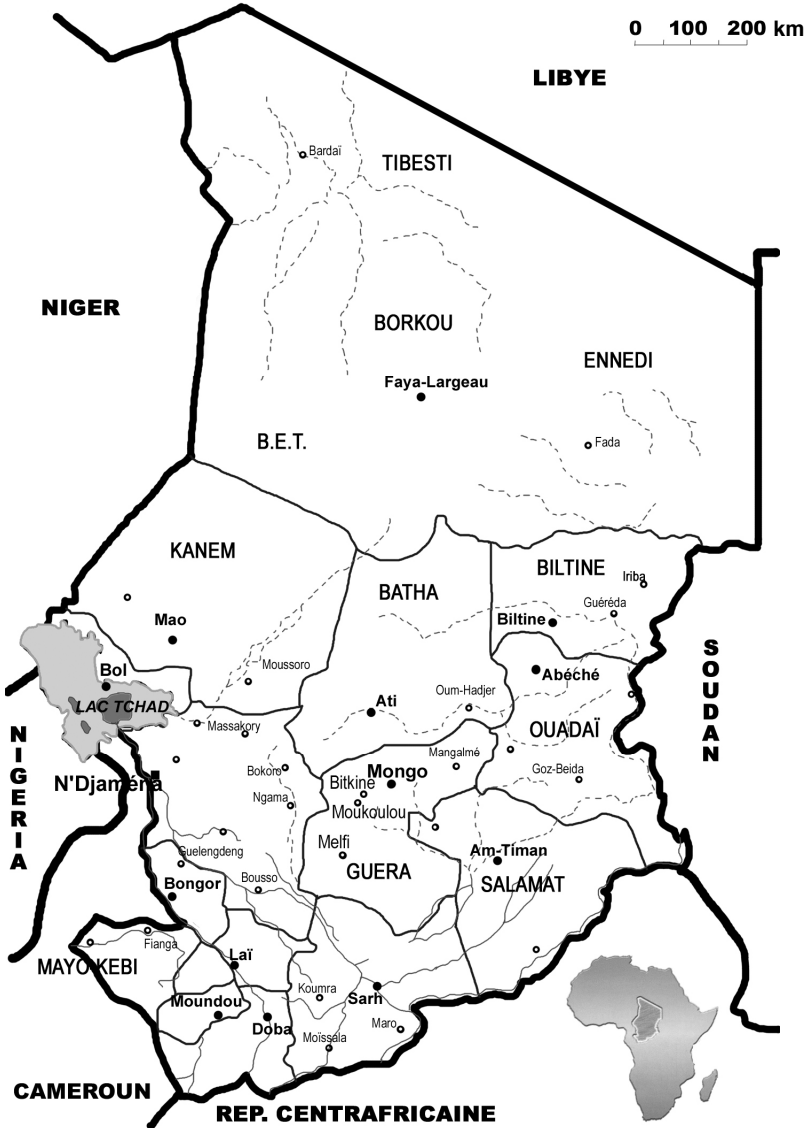 0 100 200 km
LIBYE
Bardaï
TIBESTI
NIGER
BORKOU
ENNEDI
Faya-Largeau
B.E.T.
Fada
KANEM
BATHA
BILTINE
Iriba
Guéréda
Mao
Biltine
Moussoro
Bol
Abéché
SOUDAN
LAC TCHAD
Ati
Oum-Hadjer
Massakory
OUADAÏ
NIGERIA
Mangalmé
Bokoro
Mongo
Goz-Beida
N'Djaména
Bitkine
Ngama
Moukoulou
Melfi
Am-Timan
Guelengdeng
GUERA
SALAMAT
Bongor
Bousso
Fianga
MAYO KEBI
Laï
Koumra
Sarh
Moundou
Doba
Maro
Moïssala
CAMEROUN
REP. CENTRAFRICAINE